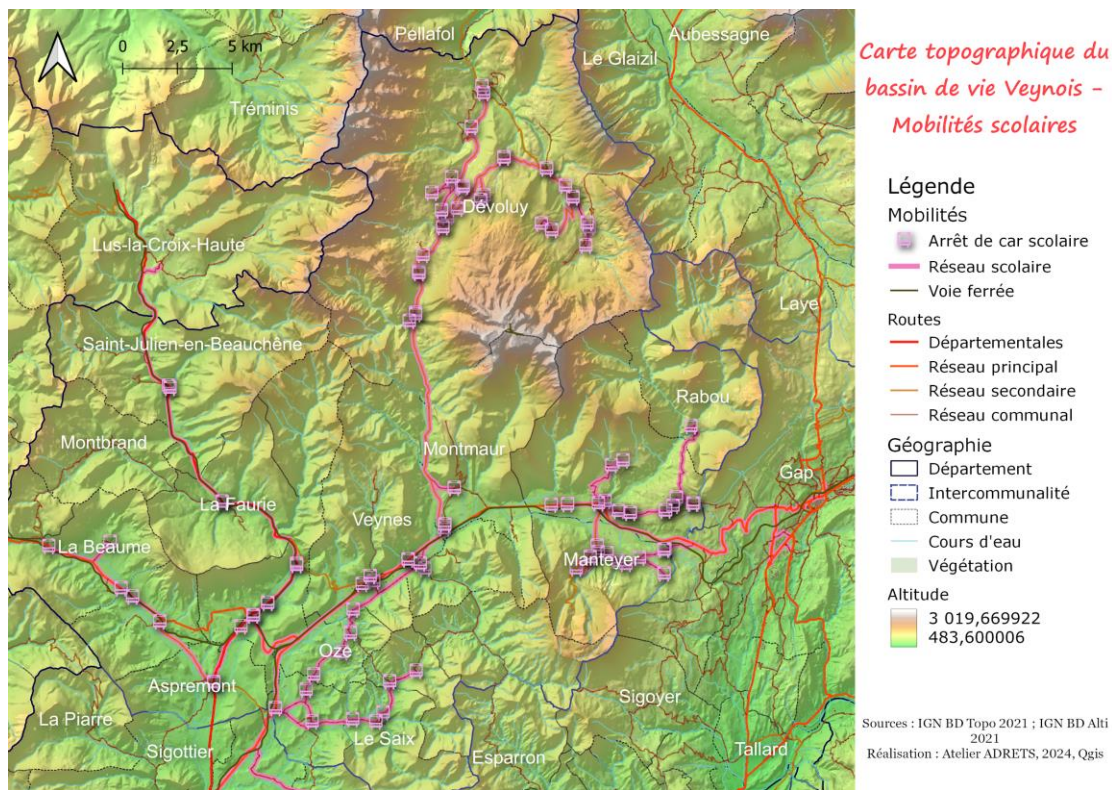 Pellafol
Le Glaizil
Aubessagne
0 2,5 5 km
Tréminis
Dévoluy
Lus-la-Croix-Haute
Laye
Saint-Julien-en-Beauchêne
Rabou
Montbrand
Montmaur
Gap
La Faurie
Veynes
La Beaume
Manteyer
Oze
Aspremont
Sigoyer
La Piarre
Le Saix
Sigottier
Esparron
Tallard
Carte topographique du
bassin de vie Veynois -
Mobilités scolaires
Légende
Mobilités
Arrêt de car scolaire
Réseau scolaire
Voie ferrée
Routes
Départementales
Réseau principal
Réseau secondaire
Réseau communal
Géographie
Département
Intercommunalité
Commune
Cours d'eau
Végétation
Altitude
3 019,669922
483,600006
Sources : IGN BD Topo 2021 ; IGN BD Alti
2021
Réalisation : Atelier ADRETS, 2024, Qgis